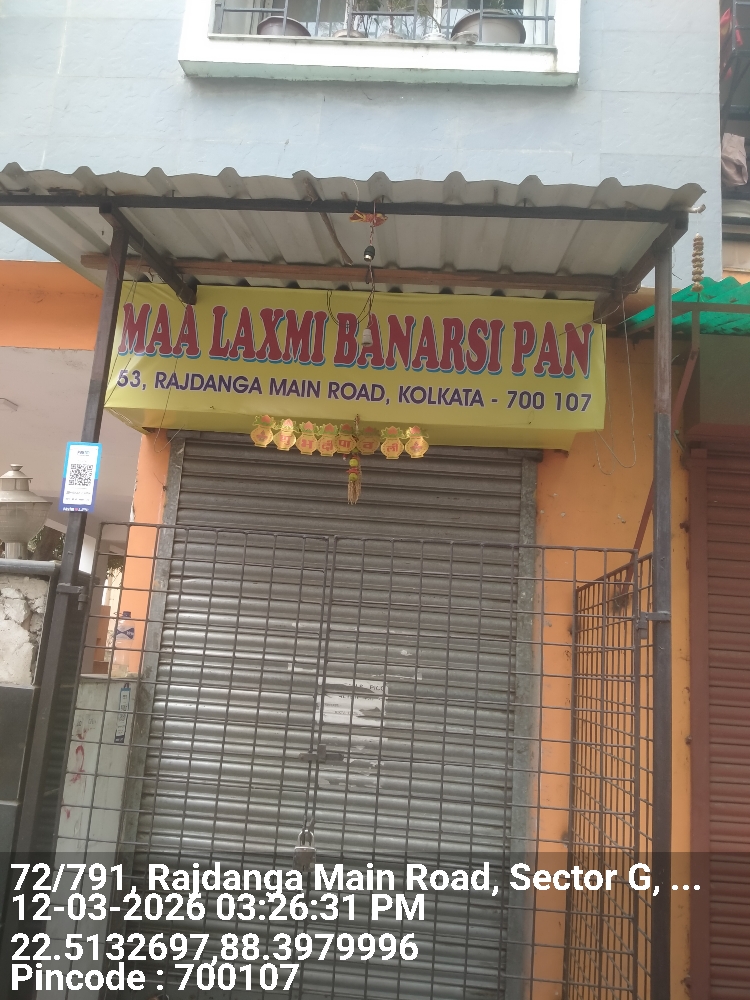 MAA LAXMI BANARSI PAN
53, RAJDANGA MAIN ROAD, KOLKATA - 700 107
72/791, Rajdanga Main Road, Sector G, ...
12-03-2026 03:26:31 PM
22.5132697,88.3979996
Pincode : 700107